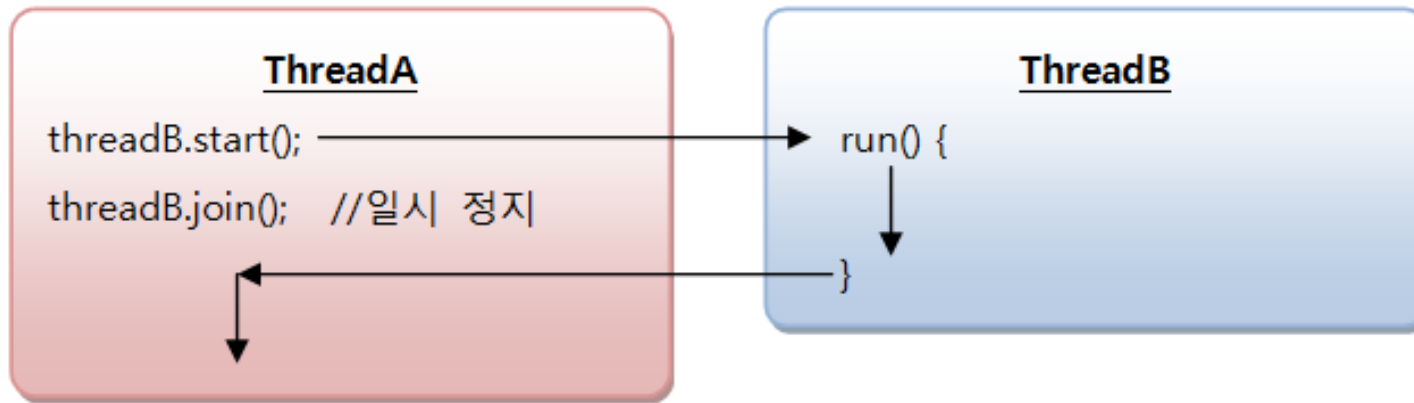 ThreadA
threadB.start();
threadB.join(); //일시 정지
ThreadB
run() {
}